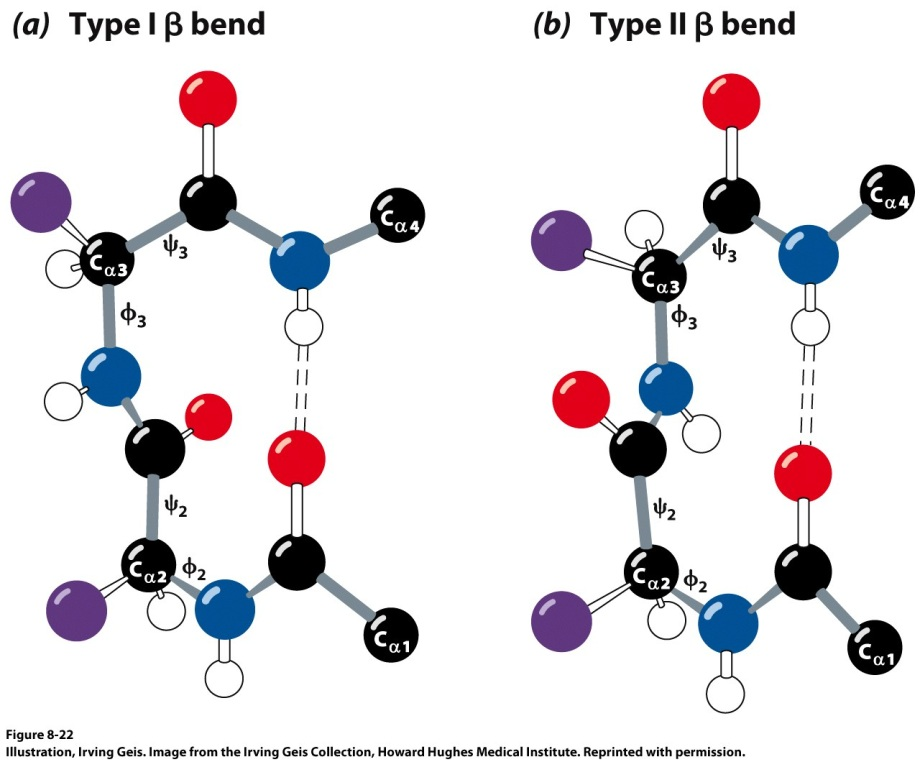 (a) Type I β bend
(b) Type II β bend
Cα4
Cα3
ψ3
ϕ3
ψ2
Cα2
ϕ2
Cα1
Cα4
Cα3
ψ3
ϕ3
ψ2
Cα2
ϕ2
Cα1
Figure 8-22
Illustration, Irving Geis. Image from the Irving Geis Collection, Howard Hughes Medical Institute. Reprinted with permission.